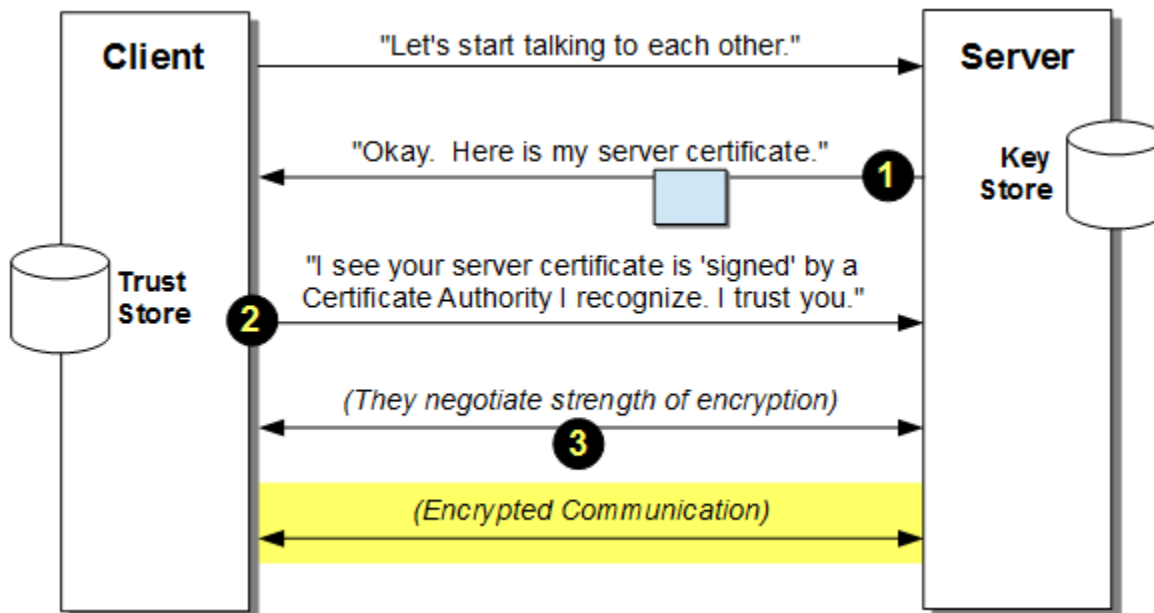 Client
Server
"Let's start talking to each other."
"Okay. Here is my server certificate."
1
Key
Store
"I see your server certificate is 'signed' by a
Certificate Authority I recognize. I trust you."
Trust
Store
2
(They negotiate strength of encryption)
3
(Encrypted Communication)